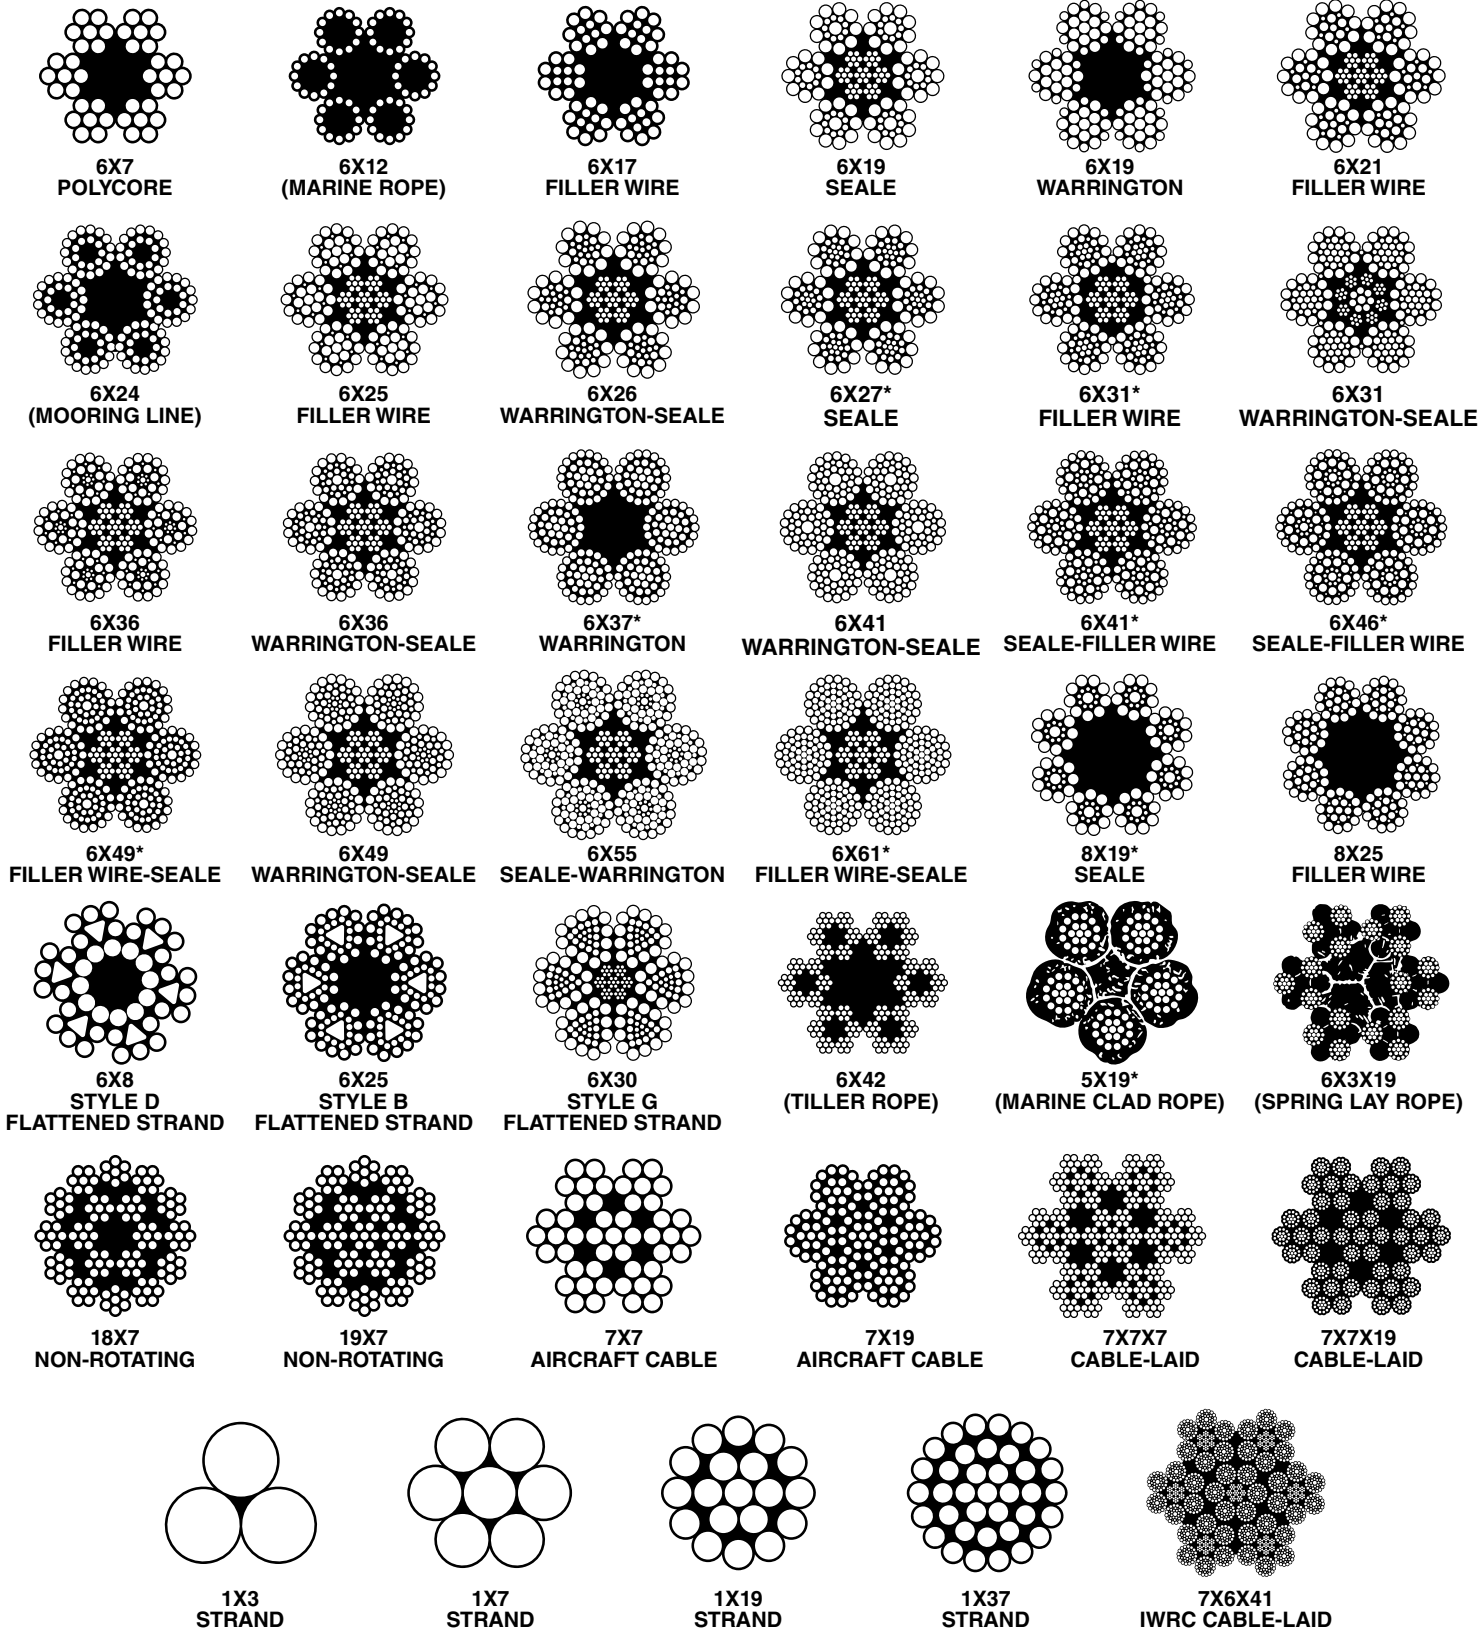 6X7
POLYCORE
6X12
(MARINE ROPE)
6X17
FILLER WIRE
6X19
SEALE
6X19
WARRINGTON
6X21
FILLER WIRE
6X24
(MOORING LINE)
6X25
FILLER WIRE
6X26
WARRINGTON-SEALE
6X27*
SEALE
6X31*
FILLER WIRE
6X31
WARRINGTON-SEALE
6X36
FILLER WIRE
6X36
WARRINGTON-SEALE
6X37*
WARRINGTON
6X41
WARRINGTON-SEALE
6X41*
SEALE-FILLER WIRE
6X46*
SEALE-FILLER WIRE
6X49*
FILLER WIRE-SEALE
6X49
WARRINGTON-SEALE
6X55
SEALE-WARRINGTON
6X61*
FILLER WIRE-SEALE
8X19*
SEALE
8X25
FILLER WIRE
6X8
STYLE D
FLATTENED STRAND
6X25
STYLE B
FLATTENED STRAND
6X30
STYLE G
FLATTENED STRAND
6X42
(TILLER ROPE)
5X19*
(MARINE CLAD ROPE)
6X3X19
(SPRING LAY ROPE)
18X7
NON-ROTATING
19X7
NON-ROTATING
7X7
AIRCRAFT CABLE
7X19
AIRCRAFT CABLE
7X7X7
CABLE-LAID
7X7X19
CABLE-LAID
1X3
STRAND
1X7
STRAND
1X19
STRAND
1X37
STRAND
7X6X41
IWRC CABLE-LAID